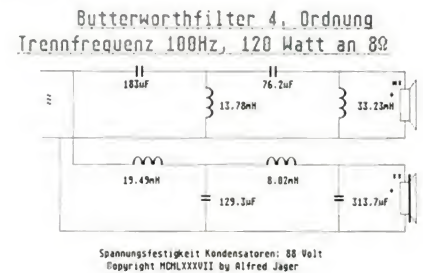 Butterworthfilter 4. Ordnung
Trennfrequenz 100Hz, 120 Watt an 8Ω
183uF
76.2uF
13.78mH
33.23mH
19.49mH
8.02mH
129.3uF
313.7uF
Spannungsfestigkeit Kondensatoren: 88 Volt
Copyright MCMLXXXVII by Alfred Jäger